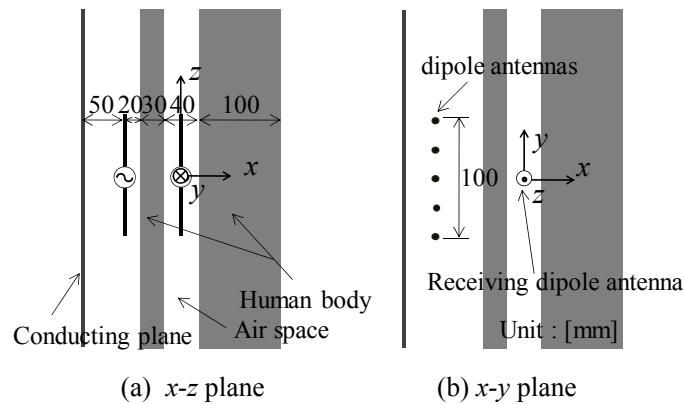 z
50 20 30 40 100
x
y
Human body
Conducting plane
Air space
(a) x-z plane
dipole antennas
y
100
x
z
Receiving dipole antenna
Unit : [mm]
(b) x-y plane